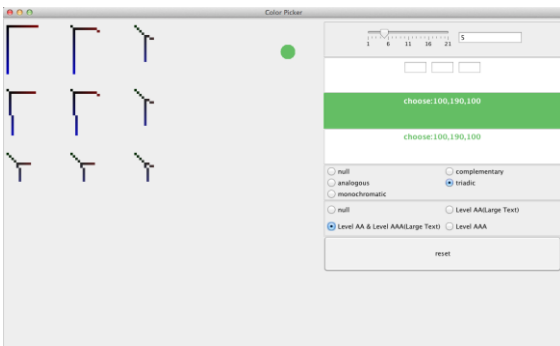 Color Picker
1 6 11 16 21
5
choose:100,190,100
choose:100,190,100
null
complementary
analogous
triadic
monochromatic
null
Level AA(Large Text)
Level AA & Level AAA(Large Text)
Level AAA
reset